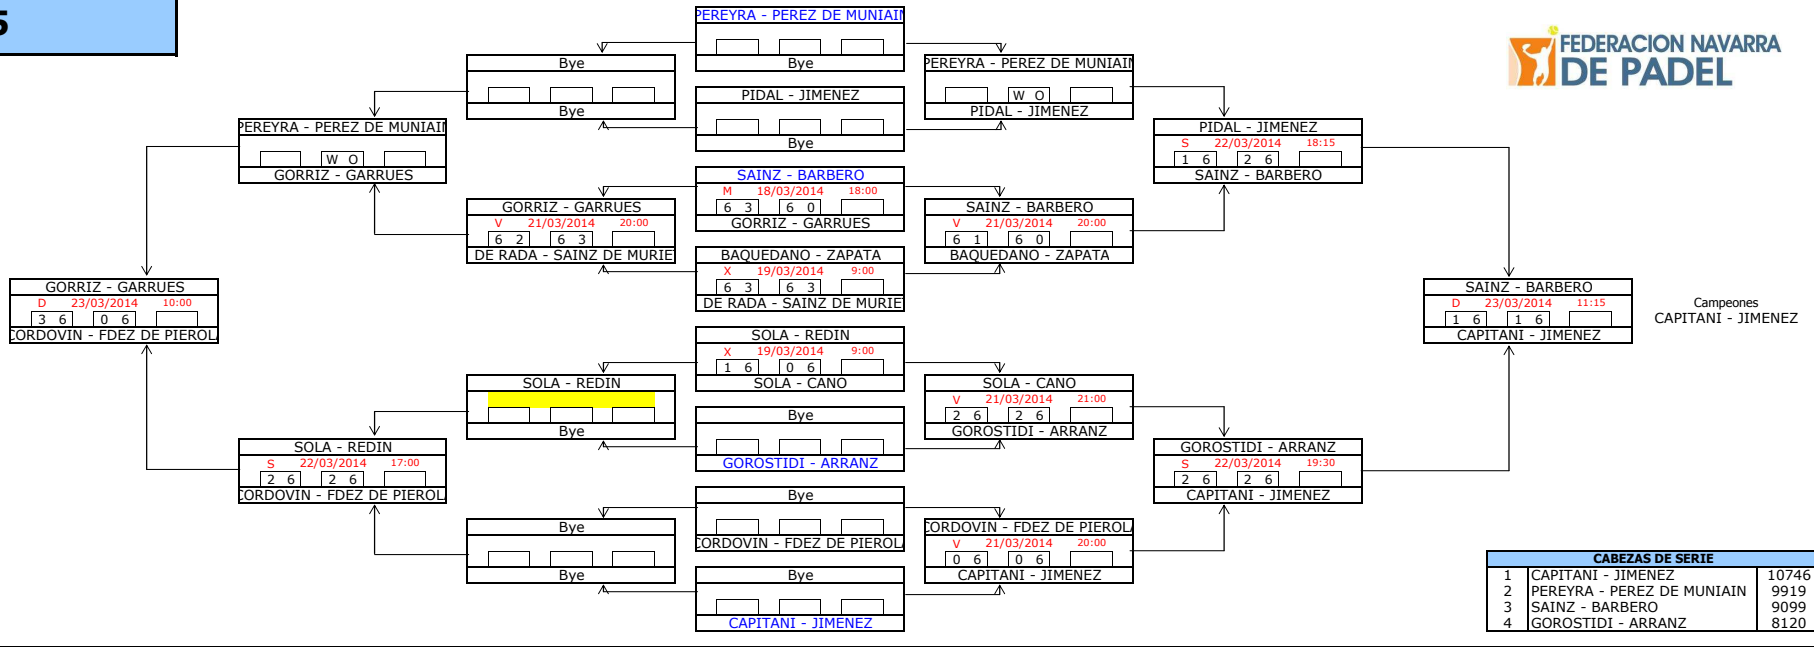 5
FEDERACION NAVARRA
DE PADEL
GORRIZ - GARRUES
D 23/03/2014 10:00
3 6 0 6
CORDOVIN - FDEZ DE PIEROLA
PEREYRA - PEREZ DE MUNIAIN
W O
GORRIZ - GARRUES
SOLA - REDIN
S 22/03/2014 17:00
2 6 2 6
CORDOVIN - FDEZ DE PIEROLA
Bye
Bye
GORRIZ - GARRUES
V 21/03/2014 20:00
6 2 6 3
DE RADA - SAINZ DE MURIE
SOLA - REDIN
Bye
Bye
Bye
PEREYRA - PEREZ DE MUNIAIN
Bye
PIDAL - JIMENEZ
Bye
SAINZ - BARBERO
M 18/03/2014 18:00
6 3 6 0
GORRIZ - GARRUES
BAQUEDANO - ZAPATA
X 19/03/2014 9:00
6 3 6 3
DE RADA - SAINZ DE MURIE
SOLA - REDIN
X 19/03/2014 9:00
1 6 0 6
SOLA - CANO
Bye
GOROSTIDI - ARRANZ
Bye
CORDOVIN - FDEZ DE PIEROLA
Bye
CAPITANI - JIMENEZ
PEREYRA - PEREZ DE MUNIAIN
W O
PIDAL - JIMENEZ
SAINZ - BARBERO
V 21/03/2014 20:00
6 1 6 0
BAQUEDANO - ZAPATA
SOLA - CANO
V 21/03/2014 21:00
2 6 2 6
GOROSTIDI - ARRANZ
CORDOVIN - FDEZ DE PIEROLA
V 21/03/2014 20:00
0 6 0 6
CAPITANI - JIMENEZ
PIDAL - JIMENEZ
S 22/03/2014 18:15
1 6 2 6
SAINZ - BARBERO
GOROSTIDI - ARRANZ
S 22/03/2014 19:30
2 6 2 6
CAPITANI - JIMENEZ
SAINZ - BARBERO
D 23/03/2014 11:15
1 6 1 6
CAPITANI - JIMENEZ
Campeones
CAPITANI - JIMENEZ
CABEZAS DE SERIE
1 CAPITANI - JIMENEZ 10746
2 PEREYRA - PEREZ DE MUNIAIN 9919
3 SAINZ - BARBERO 9099
4 GOROSTIDI - ARRANZ 8120